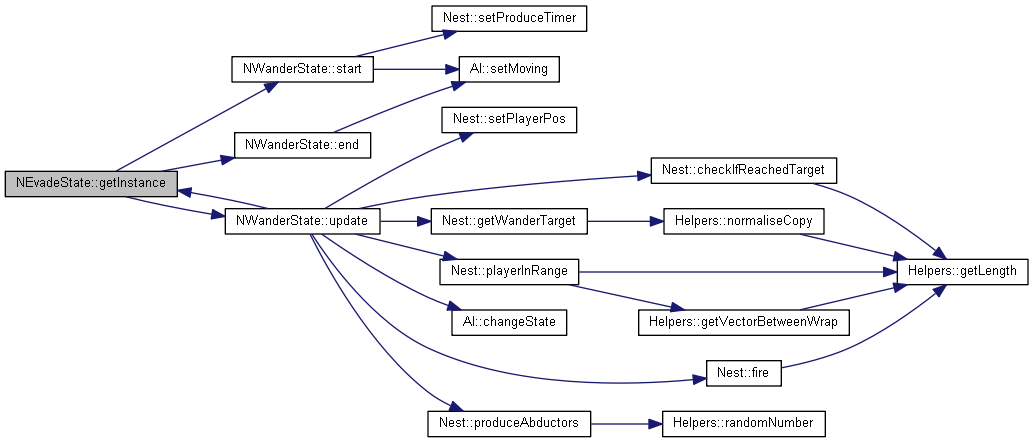 Nest::setProduceTimer
NWanderState::start
AI::setMoving
Nest::setPlayerPos
NWanderState::end
Nest::checkIfReachedTarget
NEvadeState::getInstance
NWanderState::update
Nest::getWanderTarget
Helpers::normaliseCopy
Nest::playerInRange
Helpers::getLength
AI::changeState
Helpers::getVectorBetweenWrap
Nest::fire
Nest::produceAbductors
Helpers::randomNumber